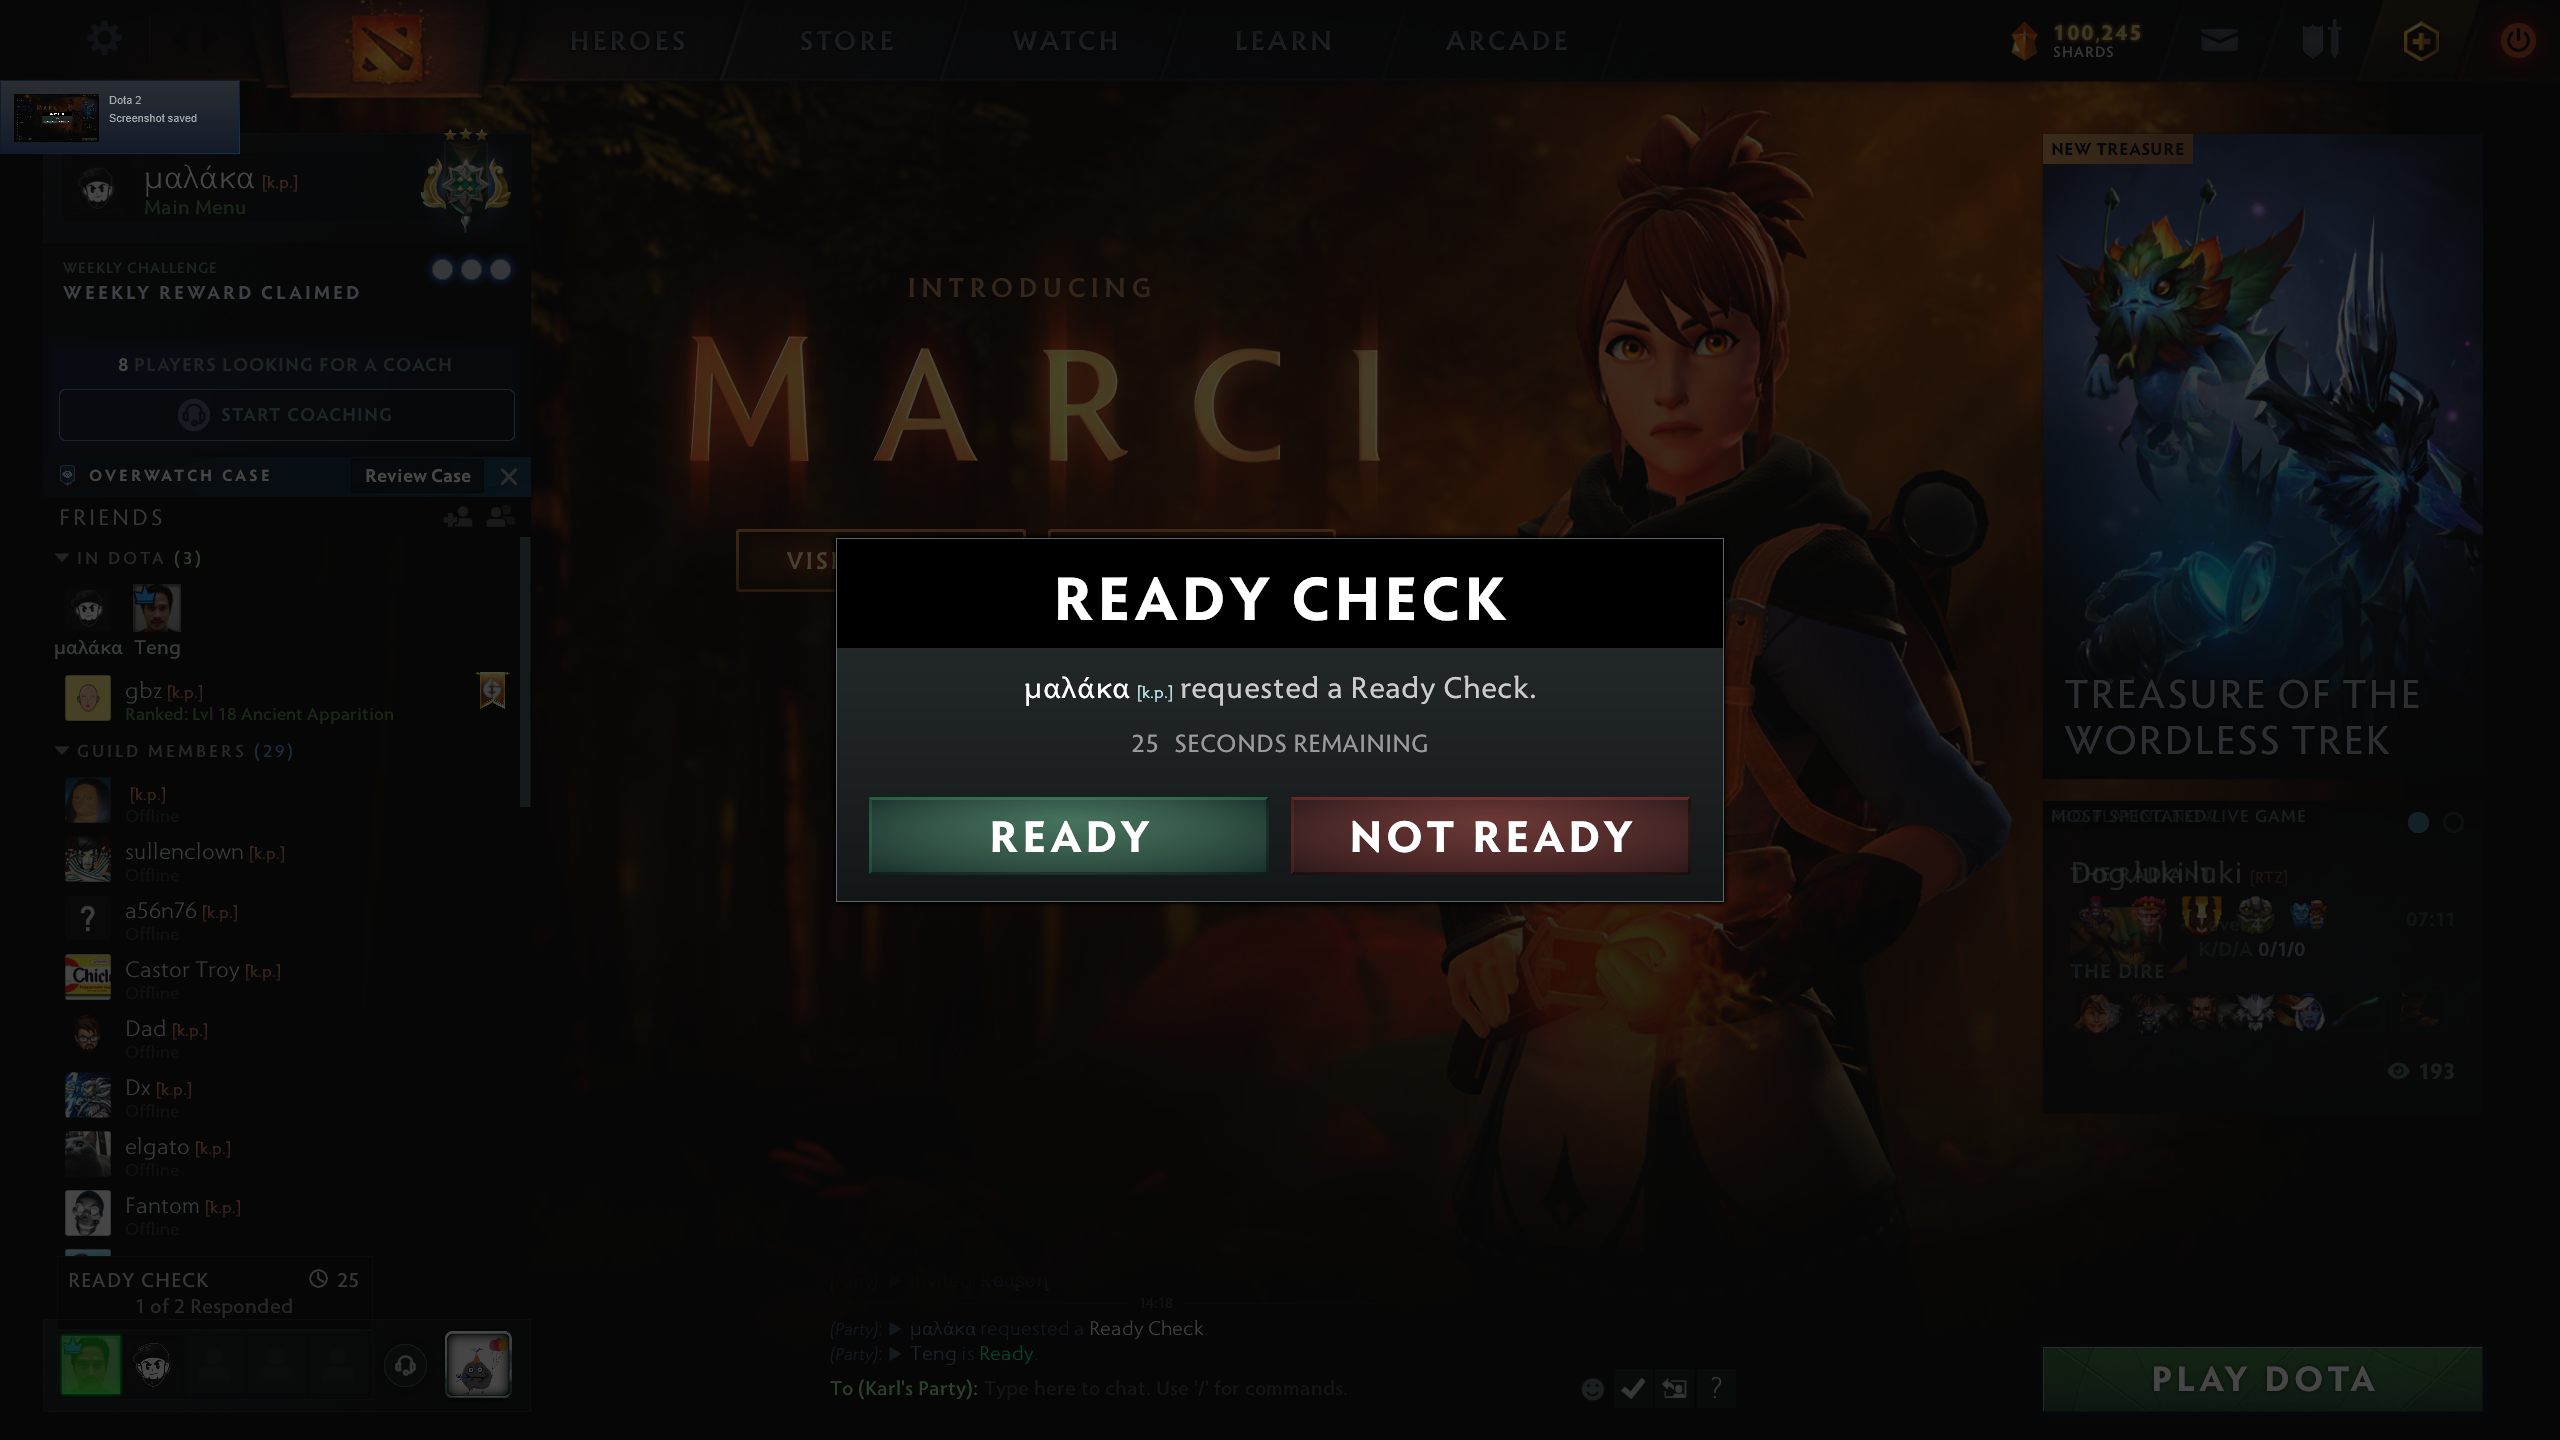 HEROES
STORE
WATCH
LEARN
ARCADE
100,245
SHARDS
Dota 2
Screenshot saved
μαλάκα [k.p.]
Main Menu
WEEKLY CHALLENGE
WEEKLY REWARD CLAIMED
8 PLAYERS LOOKING FOR A COACH
START COACHING
OVERWATCH CASE
Review Case
FRIENDS
IN DOTA (3)
μαλάκα
Teng
gbz [k.p.]
Ranked: Lvl 18 Ancient Apparition
GUILD MEMBERS (29)
[k.p.]
Offline
sullenclown [k.p.]
Offline
a56n76 [k.p.]
Offline
Castor Troy [k.p.]
Offline
Dad [k.p.]
Offline
Dx [k.p.]
Offline
elgato [k.p.]
Offline
Fantom [k.p.]
Offline
READY CHECK
25
1 of 2 Responded
INTRODUCING
MARCI
READY CHECK
μαλάκα [k.p.] requested a Ready Check.
25 SECONDS REMAINING
READY
NOT READY
14:18
(Party): ▶ μαλάκα requested a Ready Check.
(Party): ▶ Teng is Ready.
To (Karl's Party): Type here to chat. Use '/' for commands.
NEW TREASURE
TREASURE OF THE
WORDLESS TREK
MOST SPECTATED LIVE GAME
THE RADIANT
[RTZ]
07:11
K/D/A 0/1/0
THE DIRE
193
PLAY DOTA